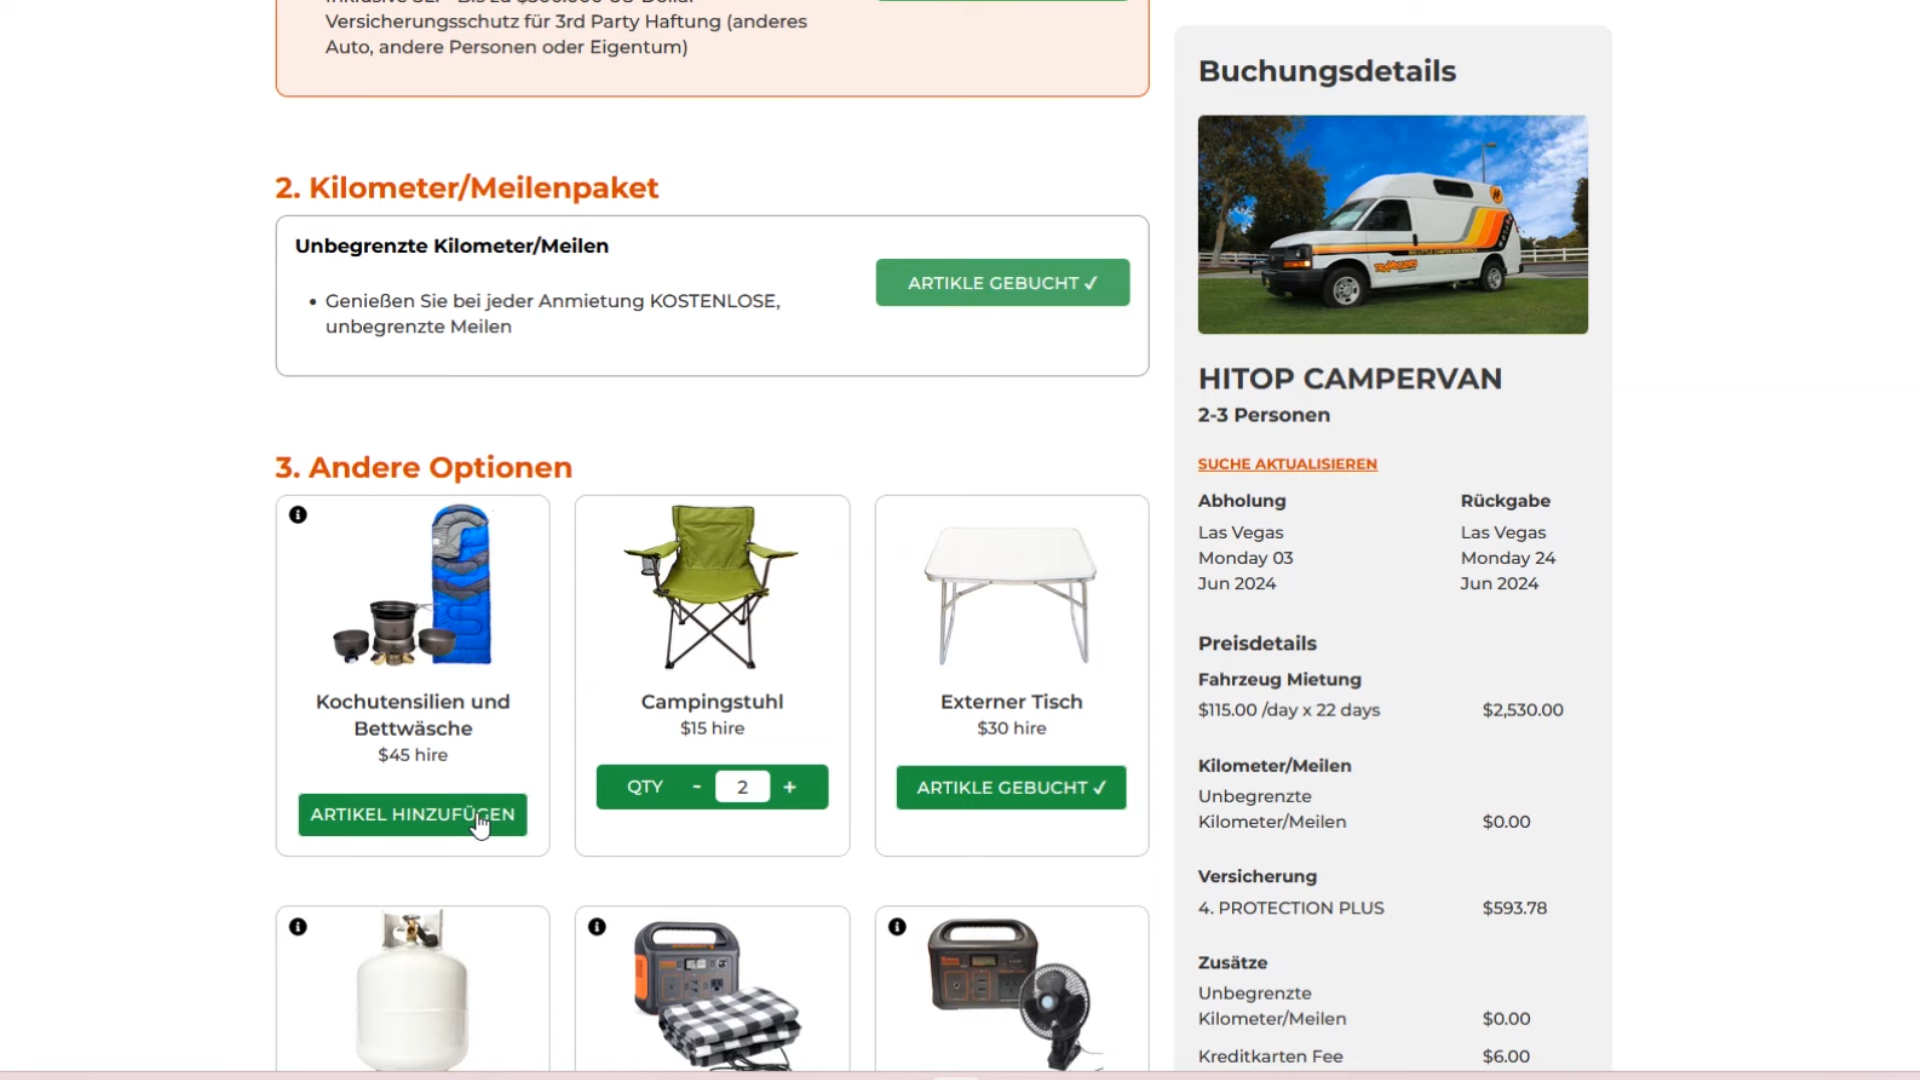 Versicherungsschutz für 3rd Party Haftung (anderes
Auto, andere Personen oder Eigentum)
2. Kilometer/Meilenpaket
Unbegrenzte Kilometer/Meilen
ARTIKLE GEBUCHT ✓
• Genießen Sie bei jeder Anmietung KOSTENLOSE,
unbegrenzte Meilen
3. Andere Optionen
Kochutensilien und
Bettwäsche
$45 hire
ARTIKEL HINZUFÜGEN
Campingstuhl
$15 hire
QTY - 2 +
Externer Tisch
$30 hire
ARTIKLE GEBUCHT ✓
Buchungsdetails
HITOP CAMPERVAN
2-3 Personen
SUCHE AKTUALISIEREN
Abholung
Las Vegas
Monday 03
Jun 2024
Rückgabe
Las Vegas
Monday 24
Jun 2024
Preisdetails
Fahrzeug Mietung
$115.00 /day x 22 days $2,530.00
Kilometer/Meilen
Unbegrenzte
Kilometer/Meilen $0.00
Versicherung
4. PROTECTION PLUS $593.78
Zusätze
Unbegrenzte
Kilometer/Meilen $0.00
Kreditkarten Fee $6.00